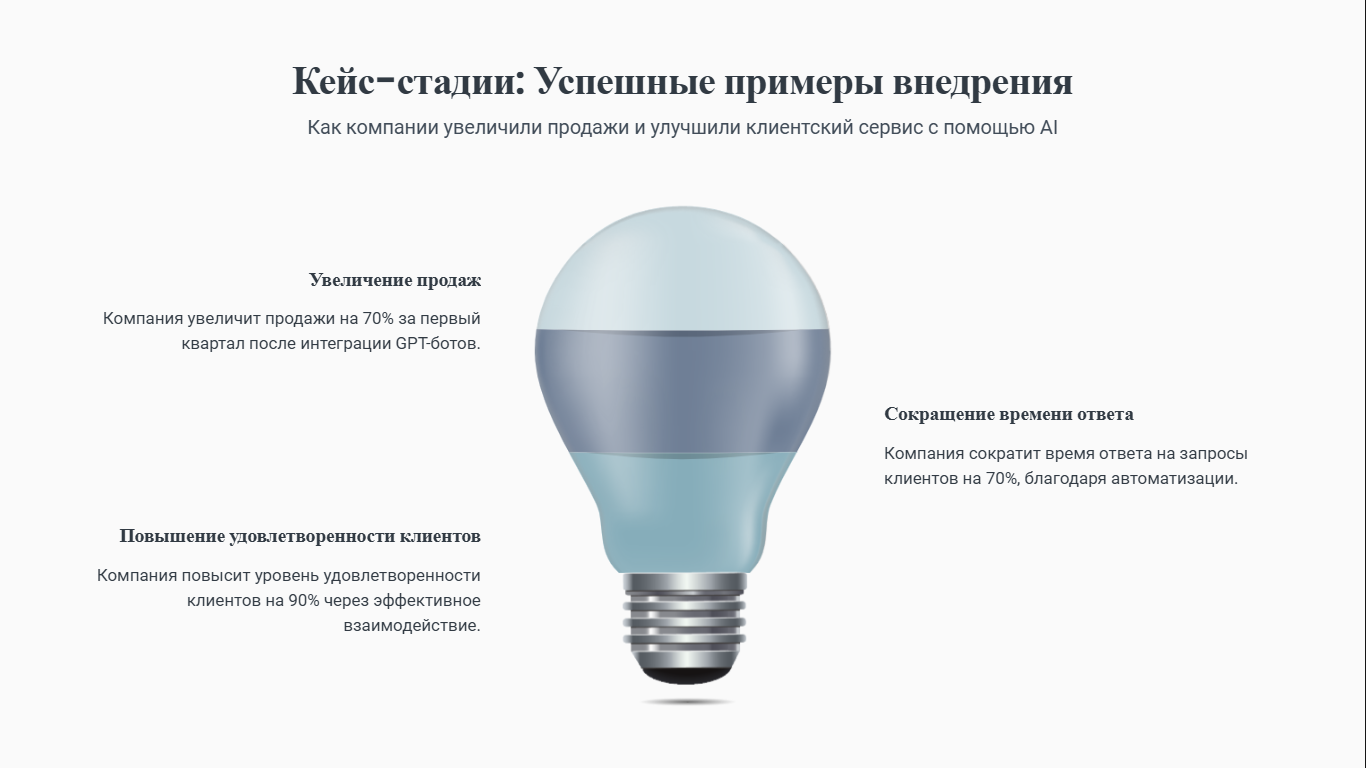 Кейс-стадии: Успешные примеры внедрения
Как компании увеличили продажи и улучшили клиентский сервис с помощью AI
Увеличение продаж
Компания увеличит продажи на 70% за первый
квартал после интеграции GPT-ботов.
Сокращение времени ответа
Компания сократит время ответа на запросы
клиентов на 70%, благодаря автоматизации.
Повышение удовлетворенности клиентов
Компания повысит уровень удовлетворенности
клиентов на 90% через эффективное
взаимодействие.